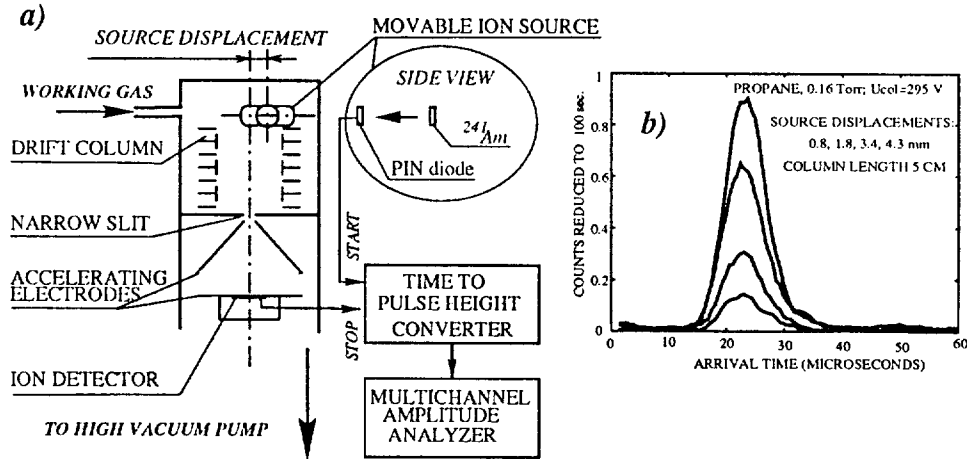 a)
SOURCE DISPLACEMENT
MOVABLE ION SOURCE
WORKING GAS
SIDE VIEW
241
Am
DRIFT COLUMN
PIN diode
NARROW SLIT
START
ACCELERATING
ELECTRODES
TIME TO
PULSE HEIGHT
CONVERTER
STOP
ION DETECTOR
MULTICHANNEL
AMPLITUDE
ANALYZER
TO HIGH VACUUM PUMP
b)
PROPANE, 0.16 Torr; Ucol=295 V
SOURCE DISPLACEMENTS:
0.8, 1.8, 3.4, 4.3 mm
COLUMN LENGTH 5 CM
COUNTS REDUCED TO 100 sec.
1
0.8
0.6
0.4
0.2
0
0 10 20 30 40 50 60
ARRIVAL TIME (MICROSECONDS)